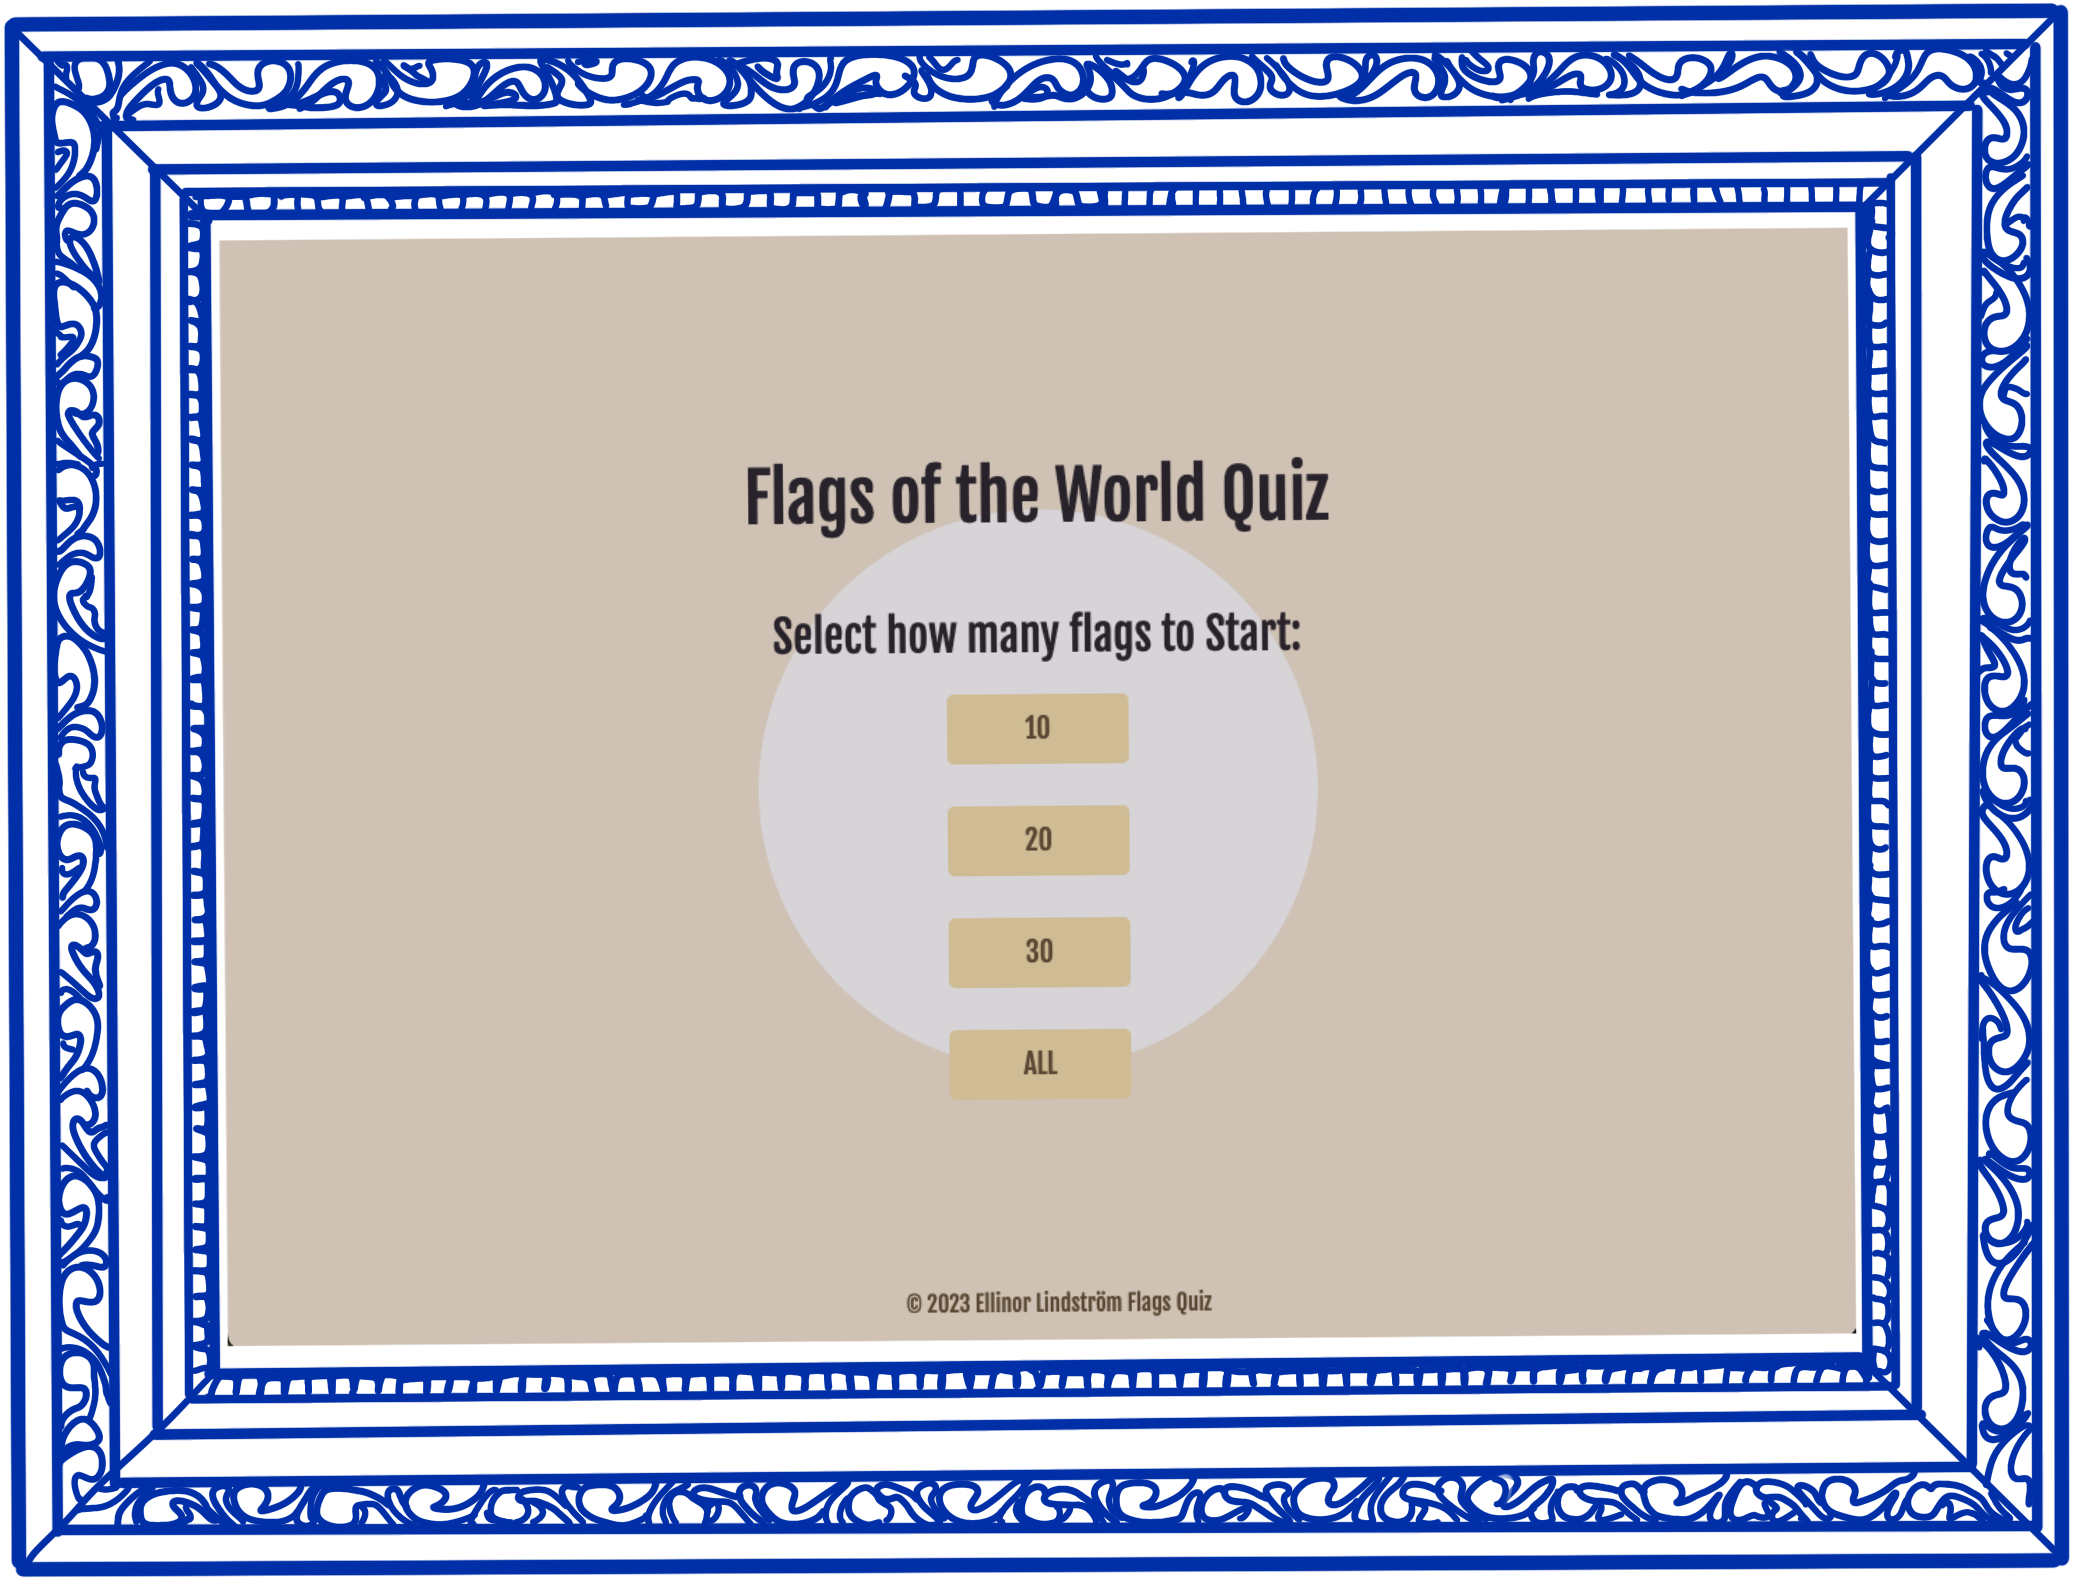 Flags of the World Quiz
Select how many flags to Start:
10
20
30
ALL
© 2023 Ellinor Lindström Flags Quiz